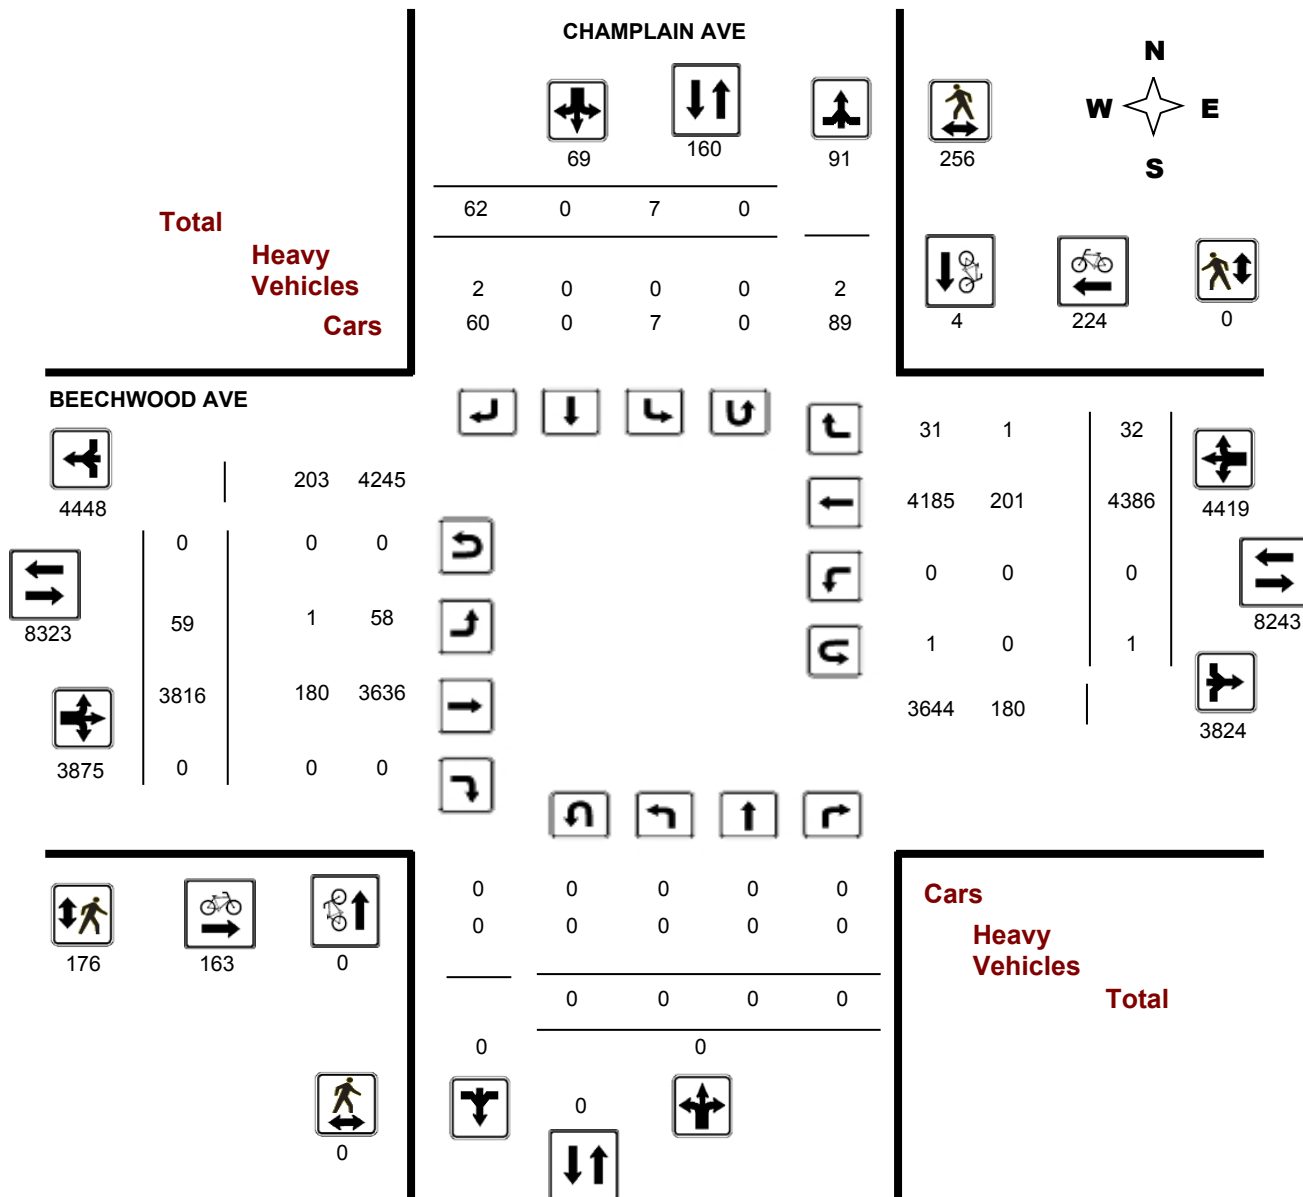 CHAMPLAIN AVE
N
W E
S
69 160 91 256
62 0 7 0
Total
Heavy
Vehicles
2 0 0 0 2
Cars
60 0 7 0 89
4 224 0
BEECHWOOD AVE
4448
203 4245
0 0 0
8323
59 1 58
3816 180 3636
3875
0 0 0
31 1 32
4185 201 4386
4419
0 0 0
8243
1 0 1
3644 180
3824
176 163 0
0
0 0 0 0 0
0 0 0 0 0
0 0 0 0
0 0
0
Cars
Heavy
Vehicles
Total